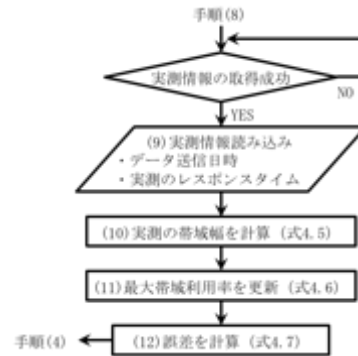 手順(8)
実測情報の取得成功
NO
YES
(9)実測情報読み込み
・データ送信日時
・実測のレスポンスタイム
(10)実測の帯域幅を計算 (式4.5)
(11)最大帯域利用率を更新 (式4.6)
手順(4)
(12)誤差を計算 (式4.7)